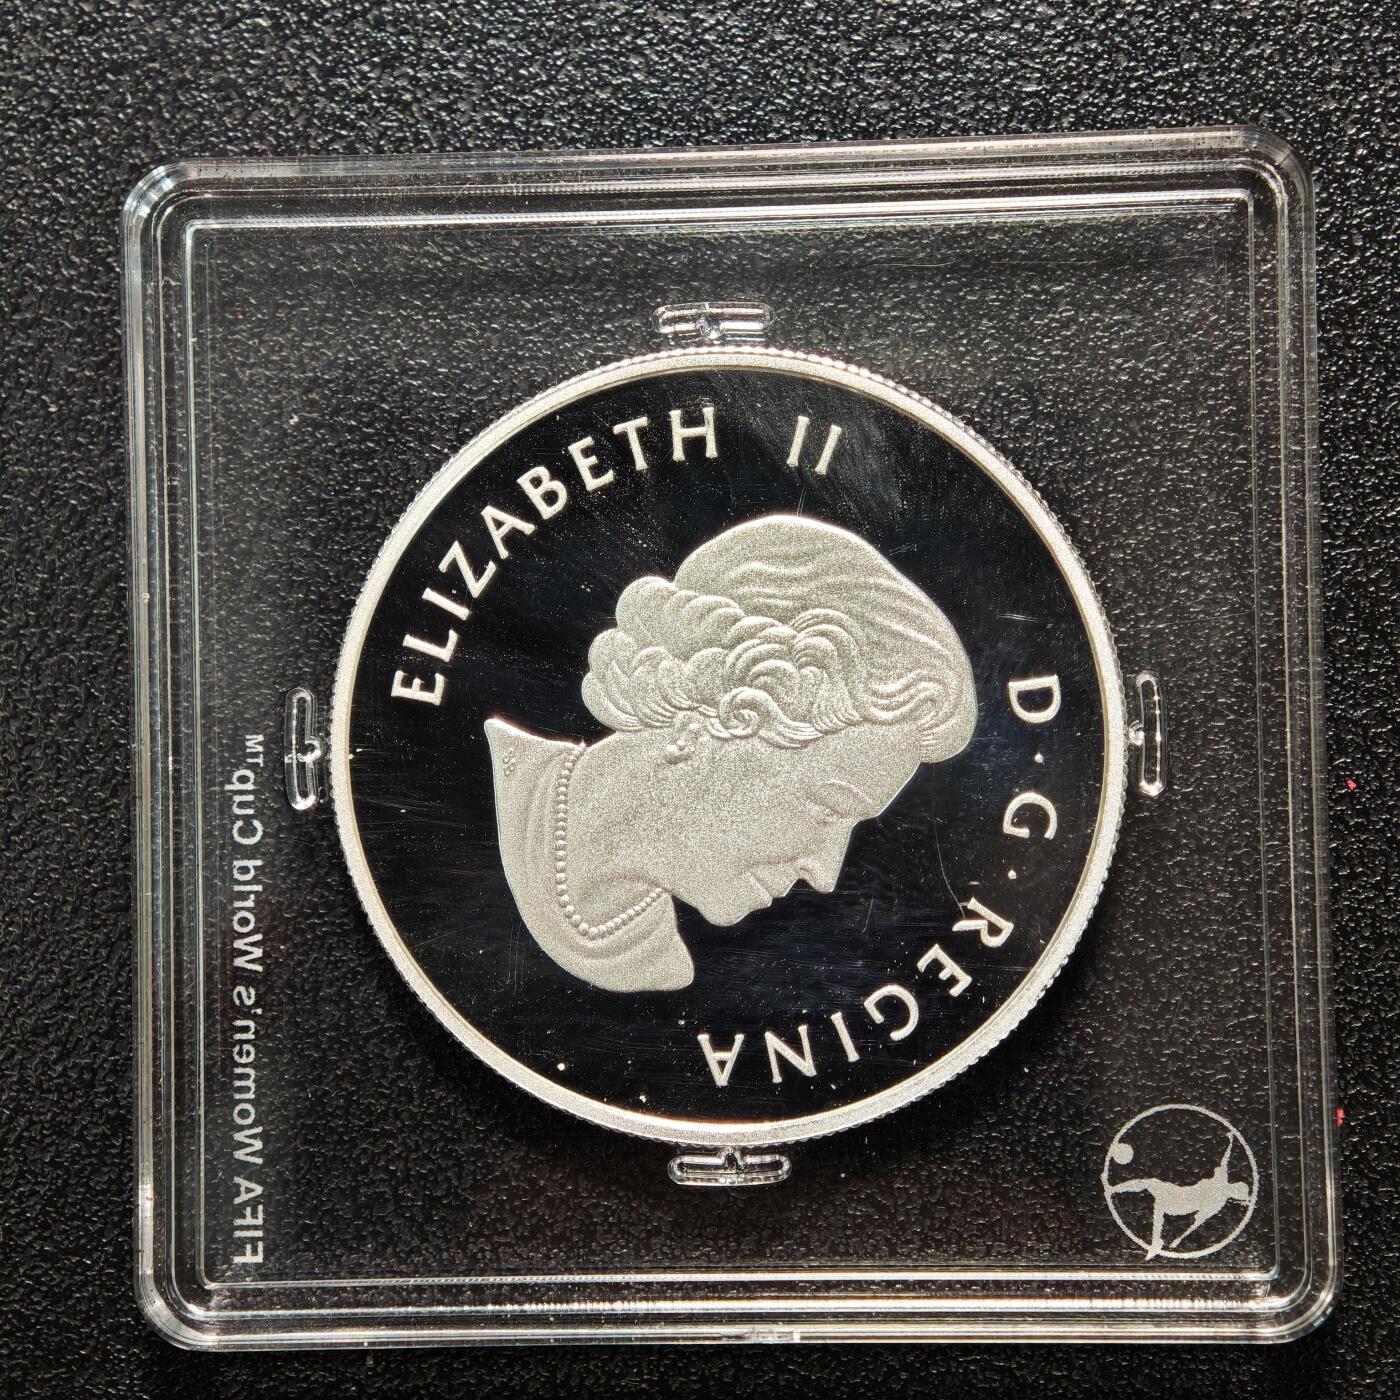 ELIZABETH II
D·G·REGINA
FIFA Women's World Cup™